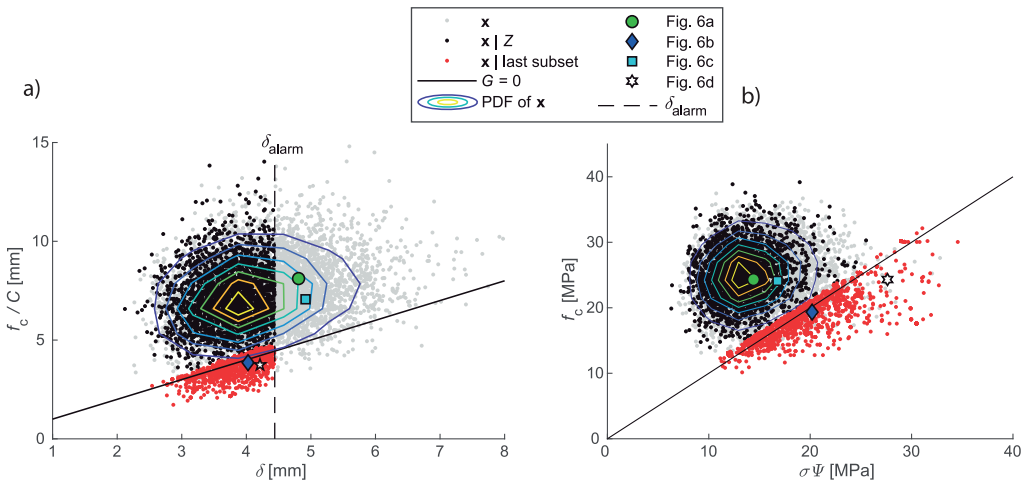 x
x | Z
x | last subset
G = 0
PDF of x
Fig. 6a
Fig. 6b
Fig. 6c
Fig. 6d
δalarm
a)
b)
δalarm
15
10
5
0
fc / C [mm]
1 2 3 4 5 6 7 8
δ [mm]
40
30
20
10
0
fc [MPa]
0 10 20 30 40
σΨ [MPa]